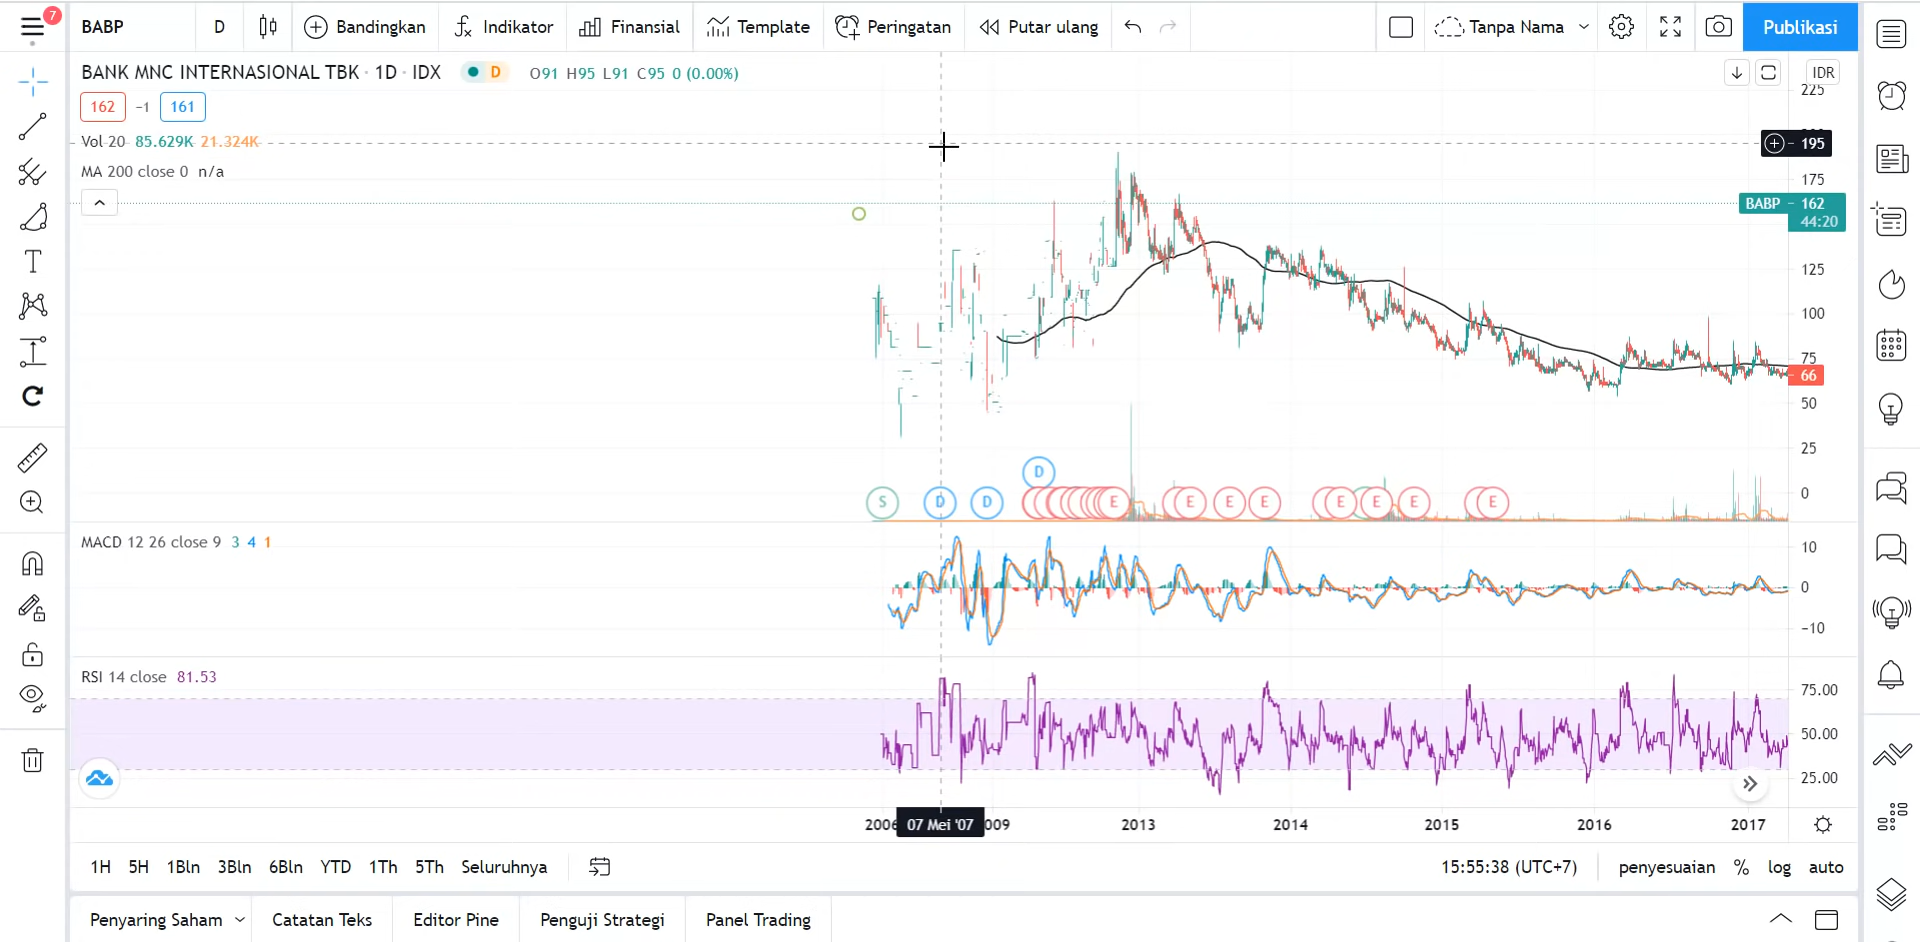 7
BABP D Bandingkan Indikator Finansial Template Peringatan Putar ulang Tanpa Nama Publikasi
BANK MNC INTERNASIONAL TBK · 1D · IDX D O91 H95 L91 C95 0 (0.00%) IDR
225
162 −1 161
Vol 20 85.629K 21.324K
195
MA 200 close 0 n/a
175
BABP 162
44:20
125
100
75
66
50
25
0
D
S D D E E E E E E E E
MACD 12 26 close 9 3 4 1
10
0
−10
RSI 14 close 81.53
75.00
50.00
25.00
2006 07 Mei '07 009 2013 2014 2015 2016 2017
1H 5H 1Bln 3Bln 6Bln YTD 1Th 5Th Seluruhnya 15:55:38 (UTC+7) penyesuaian % log auto
Penyaring Saham Catatan Teks Editor Pine Penguji Strategi Panel Trading